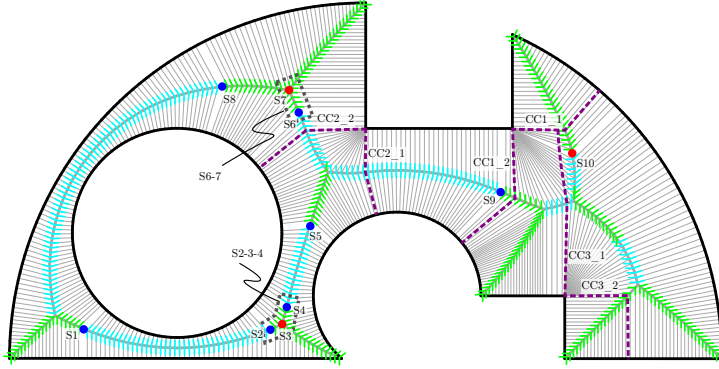 S8
S7
S6
CC2_2
CC1_1
CC2_1
CC1_2
S10
S6-7
S9
S5
S2-3-4
CC3_1
CC3_2
S4
S1
S2
S3